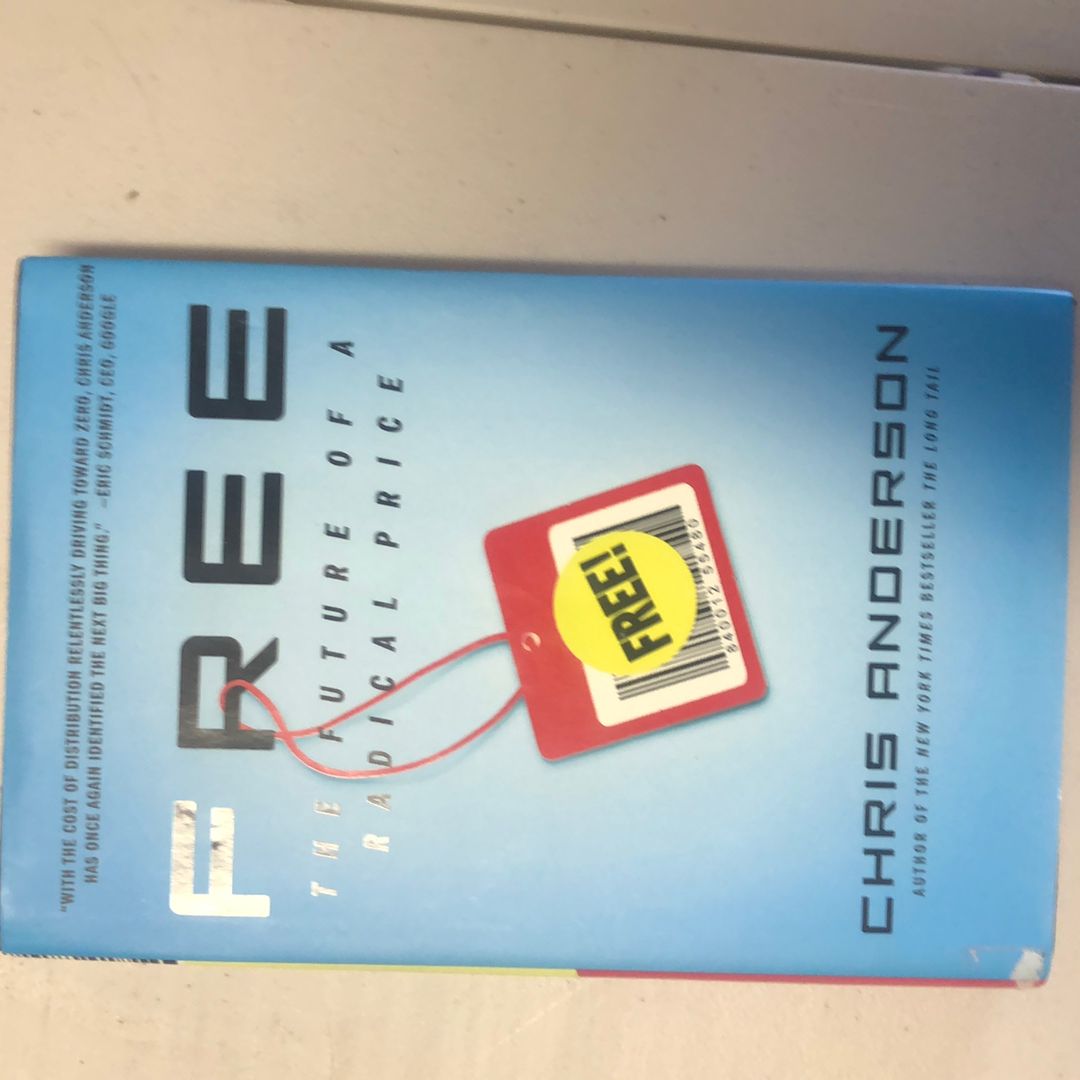 "WITH THE COST OF DISTRIBUTION RELENTLESSLY DRIVING TOWARD ZERO, CHRIS ANDERSON
HAS ONCE AGAIN IDENTIFIED THE NEXT BIG THING." –ERIC SCHMIDT, CEO, GOOGLE
FREE
THE FUTURE OF A
RADICAL PRICE
FREE!
840012 55480
CHRIS ANDERSON
AUTHOR OF THE NEW YORK TIMES BESTSELLER THE LONG TAIL